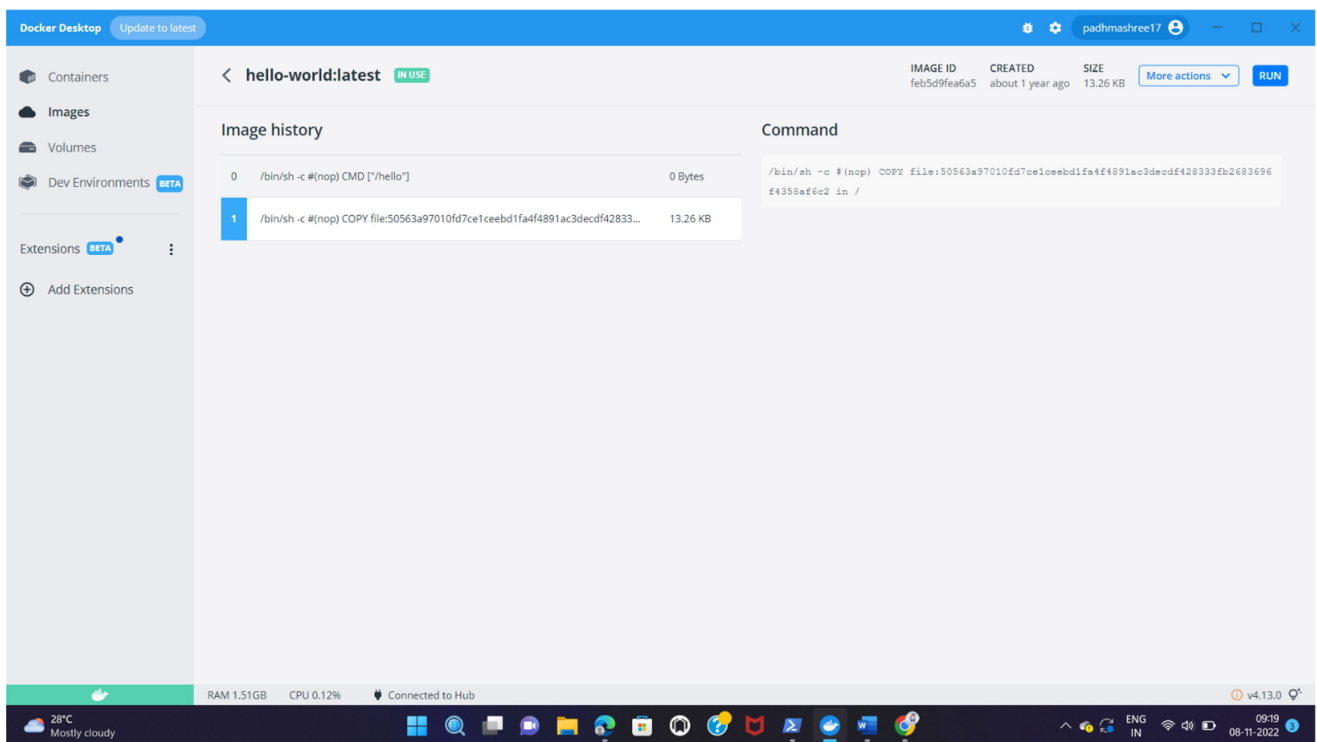 Docker Desktop Update to latest padhmashree17
Containers
Images
Volumes
Dev Environments BETA
Extensions BETA
Add Extensions
hello-world:latest IN USE
IMAGE ID CREATED SIZE
feb5d9fea6a5 about 1 year ago 13.26 KB
More actions RUN
Image history
0 /bin/sh -c #(nop) CMD ["/hello"] 0 Bytes
1 /bin/sh -c #(nop) COPY file:50563a97010fd7ce1ceebd1fa4f4891ac3decdf42833... 13.26 KB
Command
/bin/sh -c #(nop) COPY file:50563a97010fd7ce1ceebd1fa4f4891ac3decdf428333fb2683696
f4358af6c2 in /
RAM 1.51GB CPU 0.12% Connected to Hub v4.13.0
28°C
Mostly cloudy
ENG
IN
09:19
08-11-2022 3